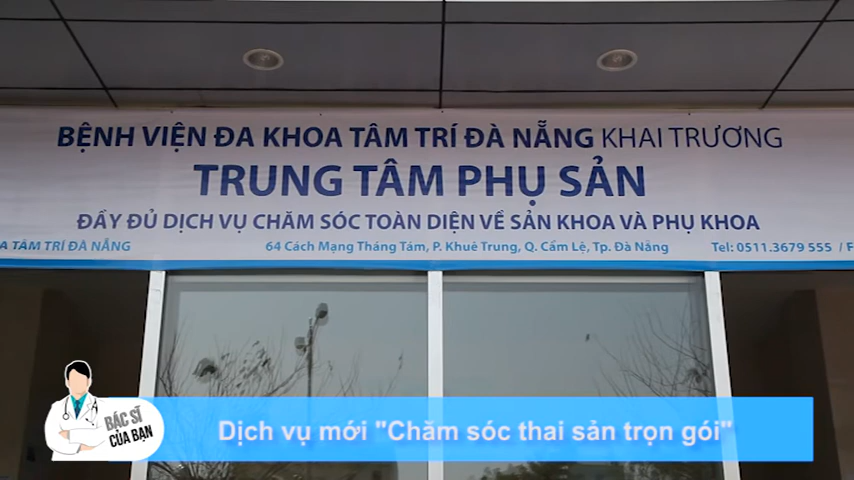 BỆNH VIỆN ĐA KHOA TÂM TRÍ ĐÀ NẴNG KHAI TRƯƠNG
TRUNG TÂM PHỤ SẢN
ĐẦY ĐỦ DỊCH VỤ CHĂM SÓC TOÀN DIỆN VỀ SẢN KHOA VÀ PHỤ KHOA
A TÂM TRÍ ĐÀ NẴNG 64 Cách Mạng Tháng Tám, P. Khuê Trung, Q. Cẩm Lệ, Tp. Đà Nẵng Tel: 0511.3679 555 / F
BÁC SĨ
CỦA BẠN
Dịch vụ mới "Chăm sóc thai sản trọn gói"